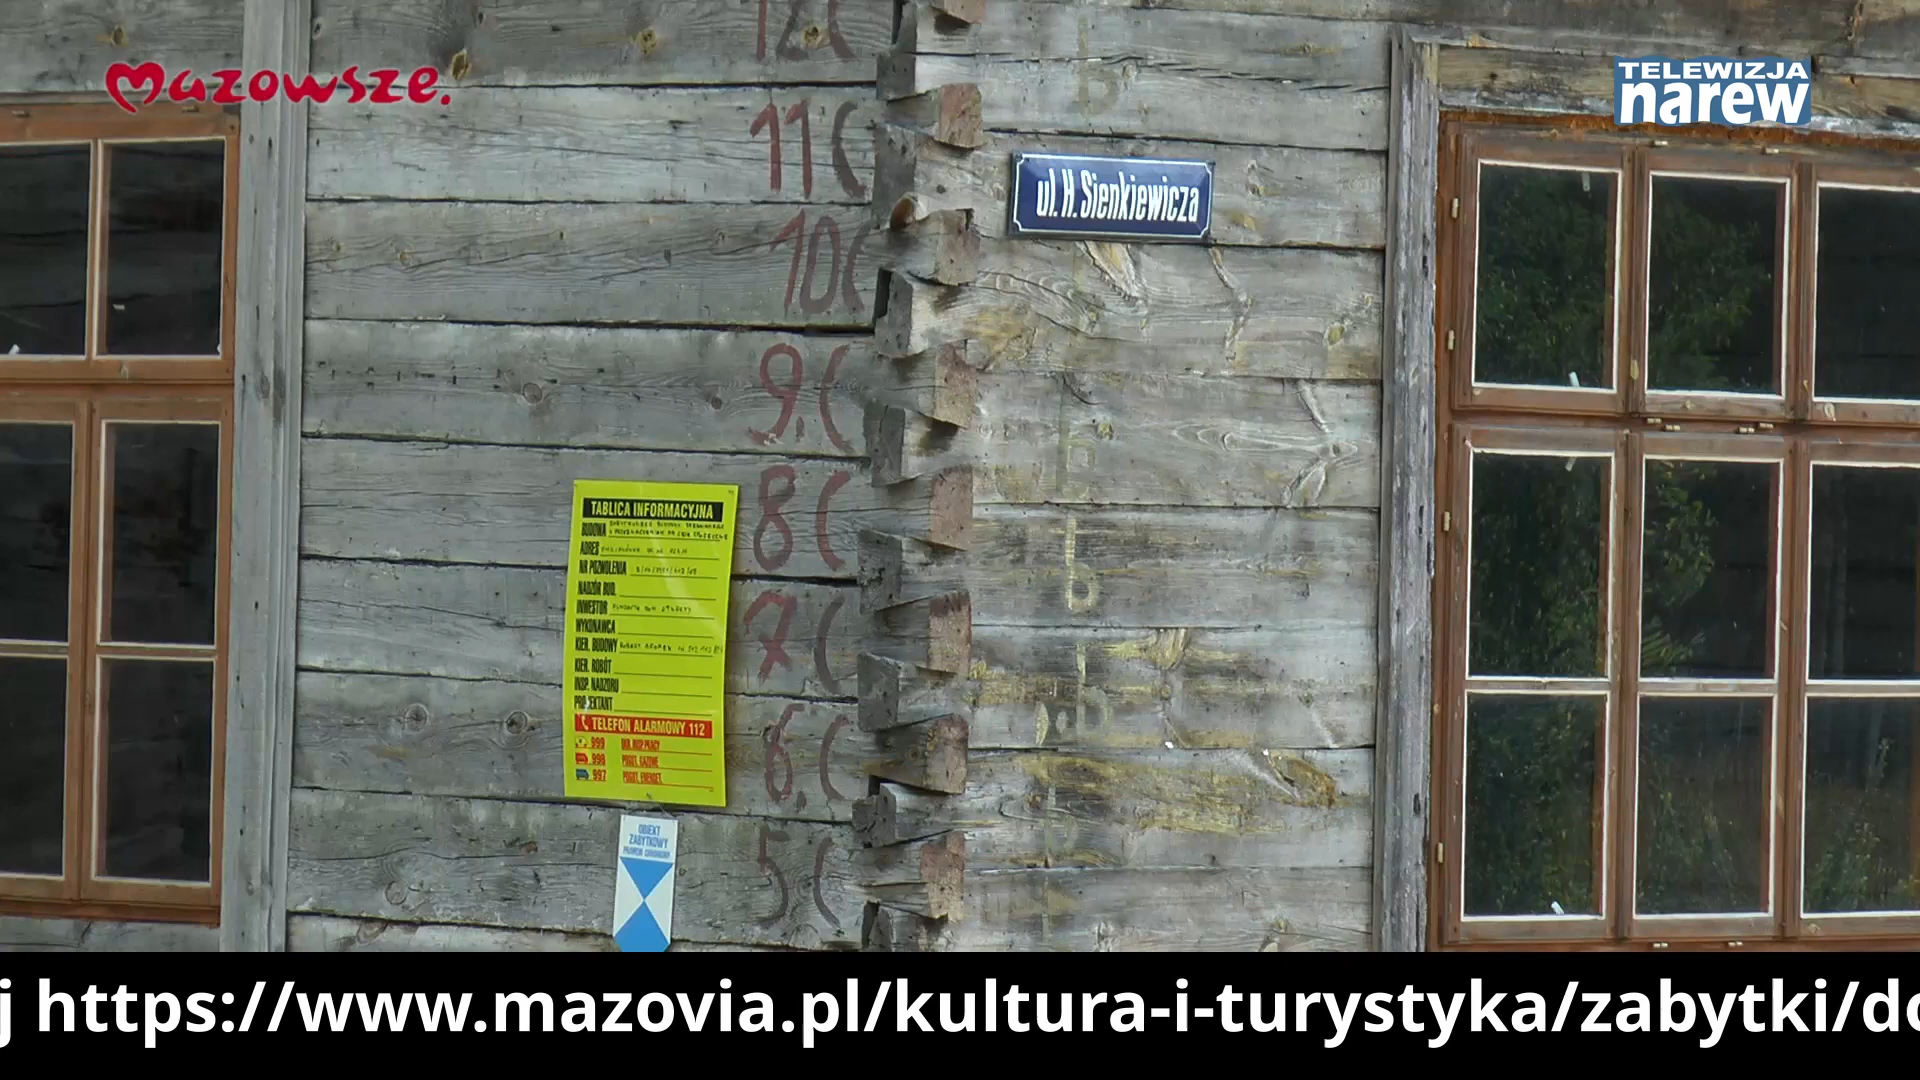 mazowsze.
TELEWIZJA
narew
12(
11(
ul. H. Sienkiewicza
10(
9.(
8(
7(
6.(
5.(
b
b
b
TABLICA INFORMACYJNA
BUDOWA
ADRES
NR POZWOLENIA
NADZÓR BUD.
INWESTOR
WYKONAWCA
KIER. BUDOWY
KIER. ROBÓT
INSP. NADZORU
PROJEKTANT
TELEFON ALARMOWY 112
999
998
997
OBIEKT
ZABYTKOWY
j https://www.mazovia.pl/kultura-i-turystyka/zabytki/do